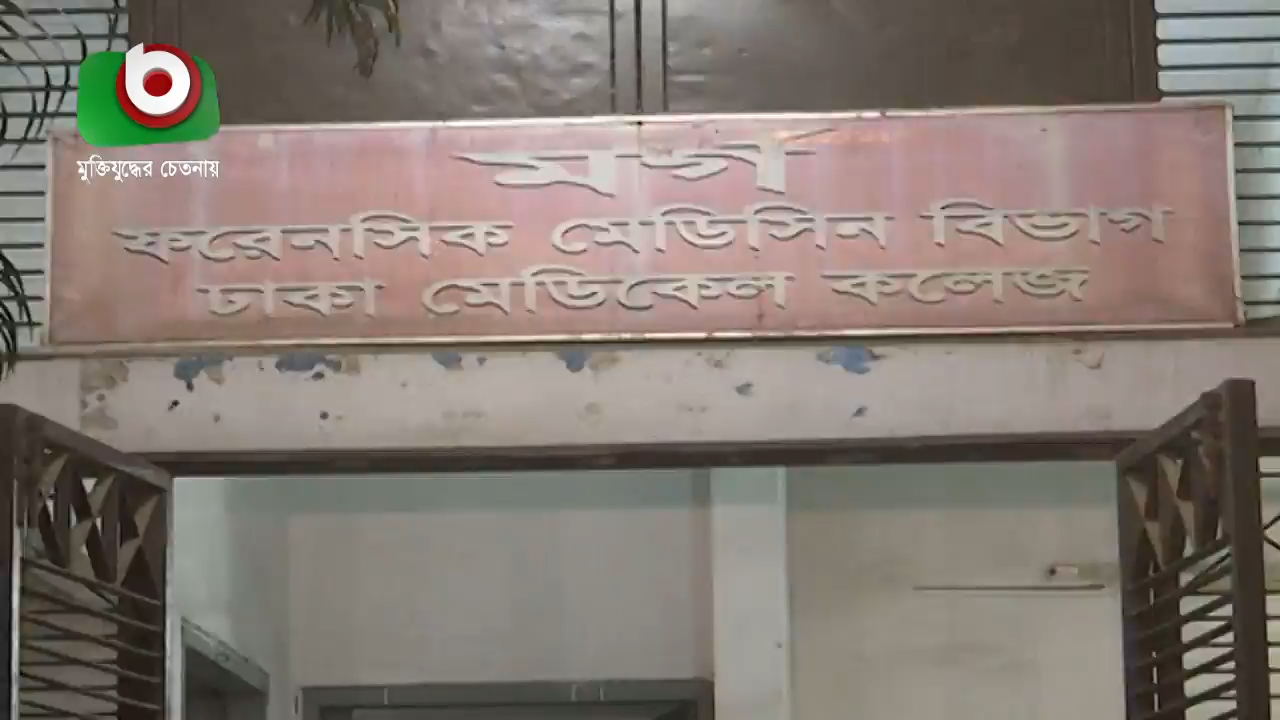 মুক্তিযুদ্ধের চেতনায়
মর্গ
ফরেনসিক মেডিসিন বিভাগ
ঢাকা মেডিকেল কলেজ